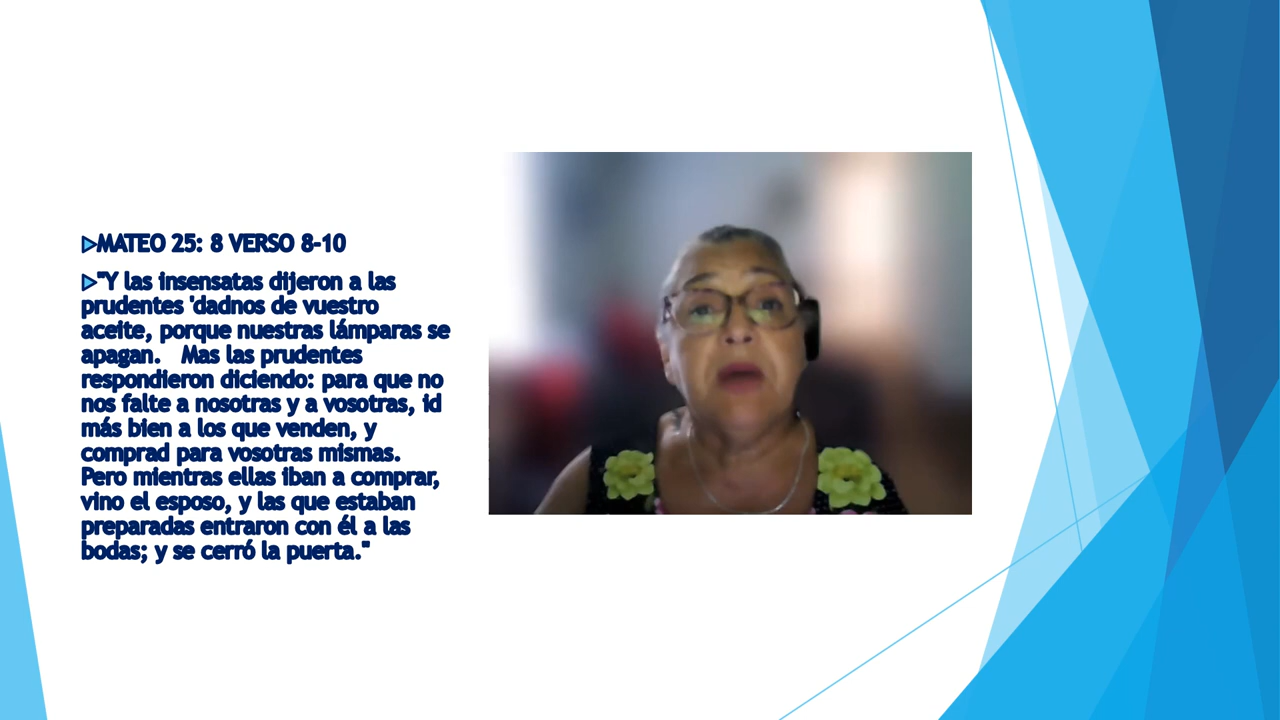 MATEO 25: 8 VERSO 8-10
"Y las insensatas dijeron a las
prudentes 'dadnos de vuestro
aceite, porque nuestras lámparas se
apagan. Mas las prudentes
respondieron diciendo: para que no
nos falte a nosotras y a vosotras, id
más bien a los que venden, y
comprad para vosotras mismas.
Pero mientras ellas iban a comprar,
vino el esposo, y las que estaban
preparadas entraron con él a las
bodas; y se cerró la puerta."